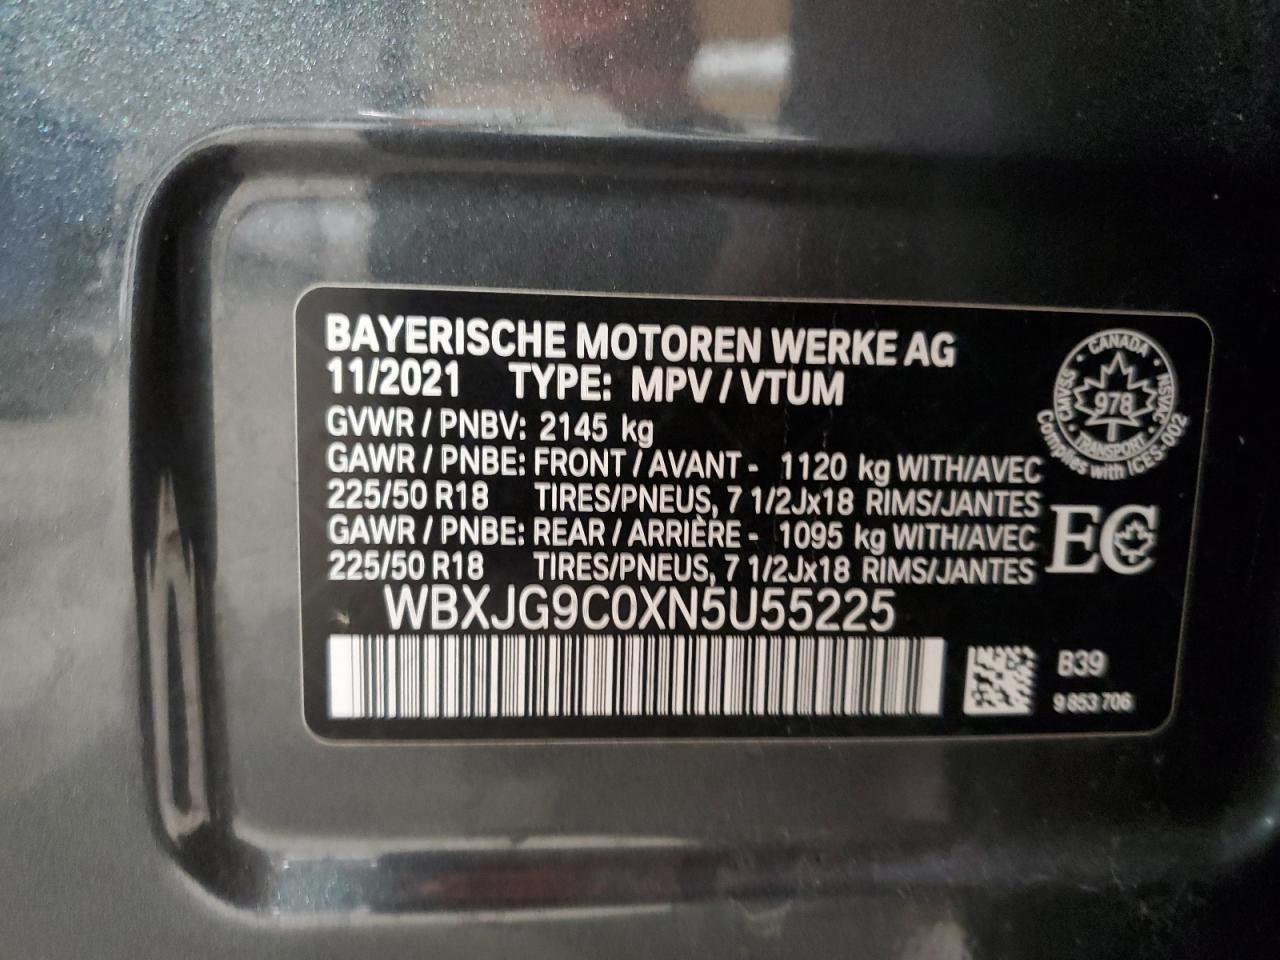 BAYERISCHE MOTOREN WERKE AG
11/2021 TYPE: MPV / VTUM
GVWR / PNBV: 2145 kg
GAWR / PNBE: FRONT / AVANT - 1120 kg WITH/AVEC
225/50 R18 TIRES/PNEUS, 7 1/2Jx18 RIMS/JANTES
GAWR / PNBE: REAR / ARRIÈRE - 1095 kg WITH/AVEC
225/50 R18 TIRES/PNEUS, 7 1/2Jx18 RIMS/JANTES
WBXJG9C0XN5U55225
CANADA
CMVSS
NSVAC
978
TRANSPORT
Complies with ICES-002
EC
B39
9 853 706